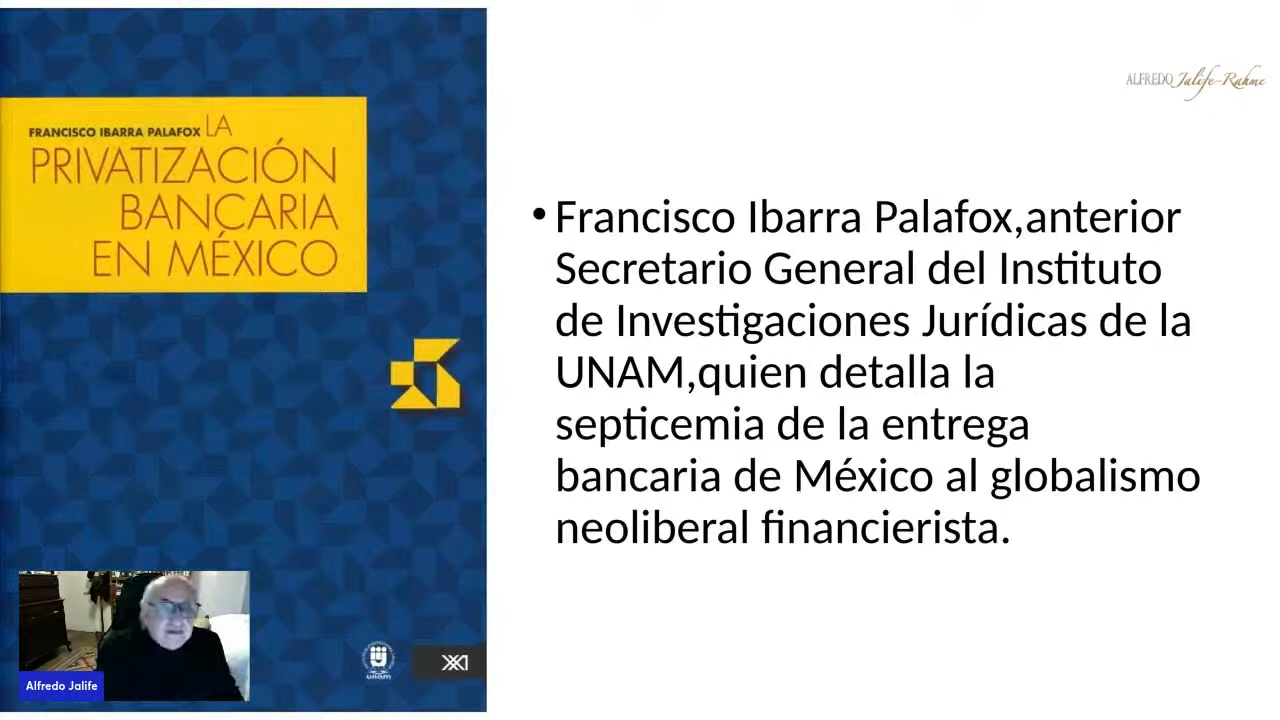 FRANCISCO IBARRA PALAFOX LA
PRIVATIZACIÓN
BANCARIA
EN MÉXICO
unam
XXI
Alfredo Jalife
ALFREDO Jalife-Rahme
• Francisco Ibarra Palafox,anterior
Secretario General del Instituto
de Investigaciones Jurídicas de la
UNAM,quien detalla la
septicemia de la entrega
bancaria de México al globalismo
neoliberal financierista.